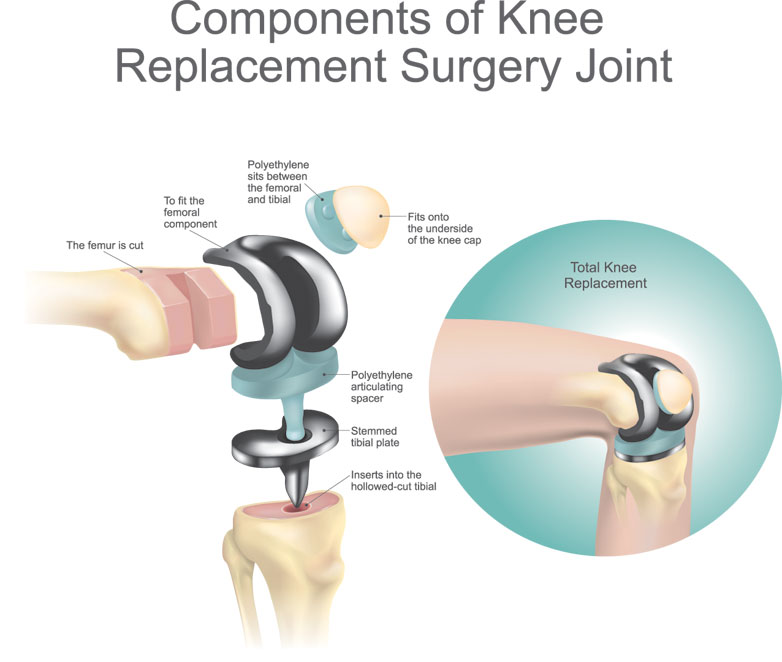 Components of Knee
Replacement Surgery Joint
Polyethylene
sits between
the femoral
and tibial
To fit the
femoral
component
Fits onto
the underside
of the knee cap
The femur is cut
Total Knee
Replacement
Polyethylene
articulating
spacer
Stemmed
tibial plate
Inserts into the
hollowed-cut tibial